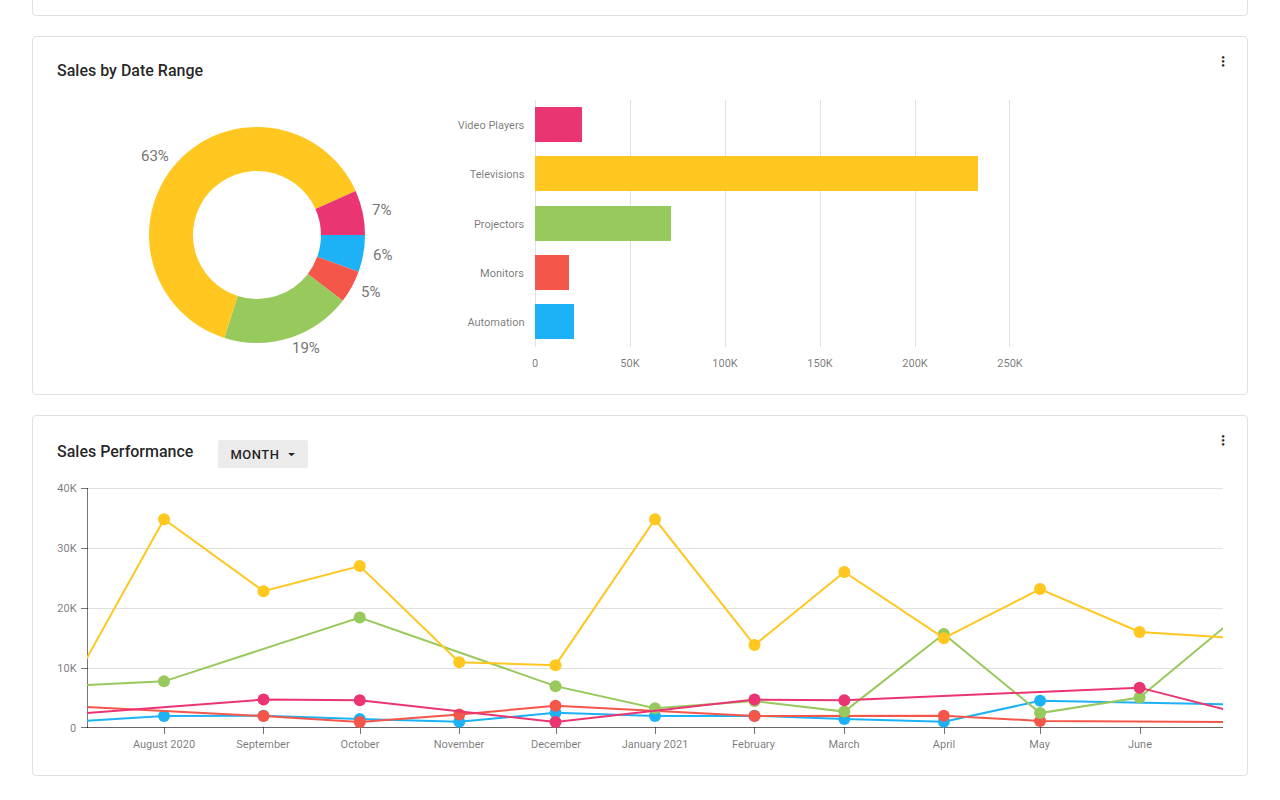 Sales by Date Range
63%
7%
6%
5%
19%
Video Players
Televisions
Projectors
Monitors
Automation
0 50K 100K 150K 200K 250K
Sales Performance MONTH
40K
30K
20K
10K
0
August 2020 September October November December January 2021 February March April May June